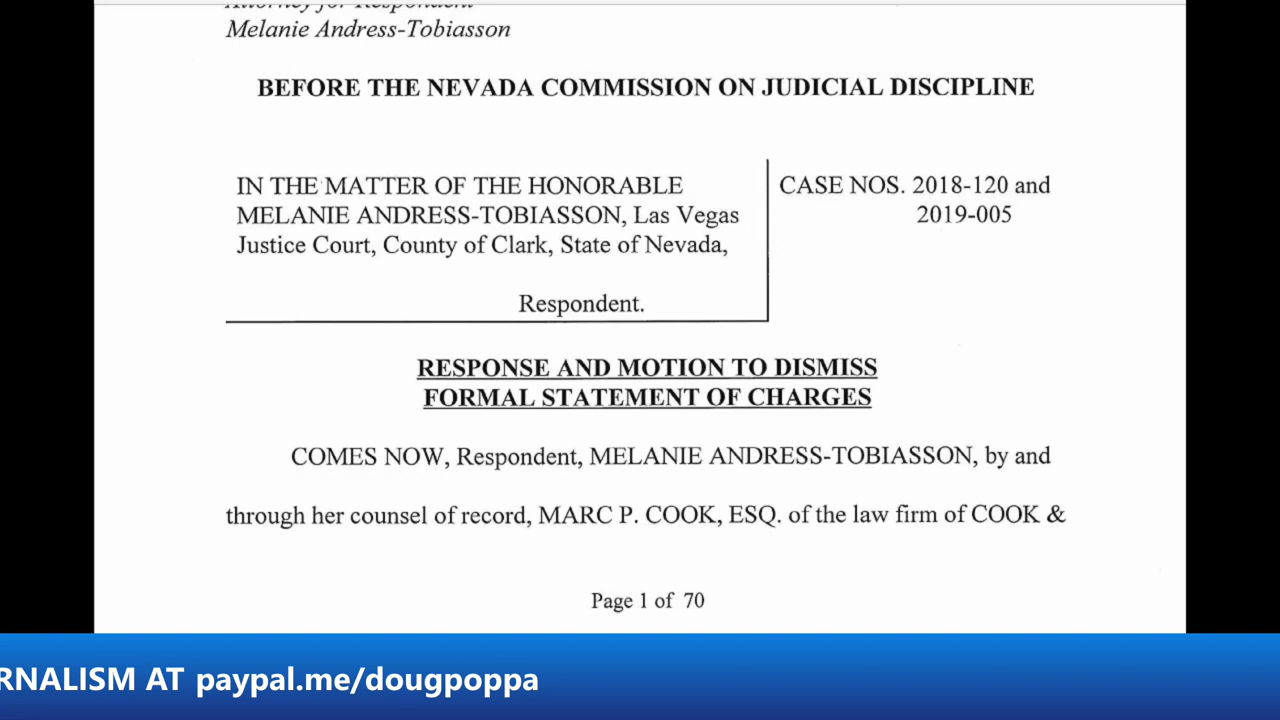 Attorney for Respondent
Melanie Andress-Tobiasson
BEFORE THE NEVADA COMMISSION ON JUDICIAL DISCIPLINE
IN THE MATTER OF THE HONORABLE
MELANIE ANDRESS-TOBIASSON, Las Vegas
Justice Court, County of Clark, State of Nevada,
Respondent.
CASE NOS. 2018-120 and
2019-005
RESPONSE AND MOTION TO DISMISS
FORMAL STATEMENT OF CHARGES
COMES NOW, Respondent, MELANIE ANDRESS-TOBIASSON, by and
through her counsel of record, MARC P. COOK, ESQ. of the law firm of COOK &
Page 1 of 70
RNALISM AT paypal.me/dougpoppa